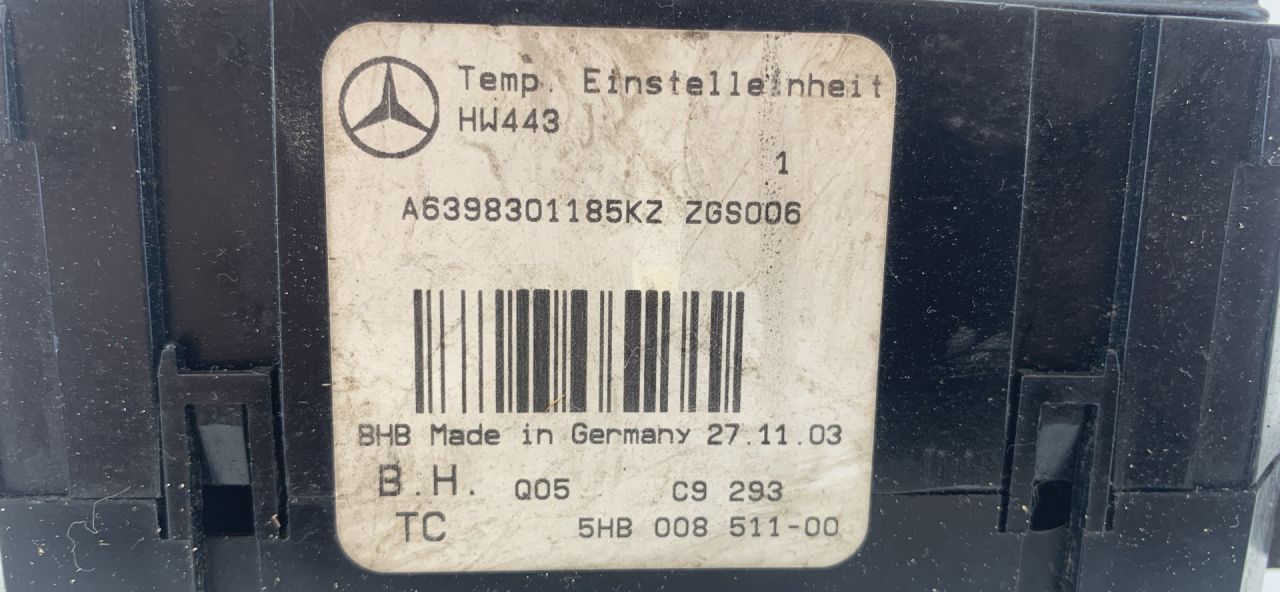 Temp. Einstelleinheit
HW443
1
A6398301185KZ ZGS006
BHB Made in Germany 27.11.03
B.H. Q05 C9 293
TC 5HB 008 511-00